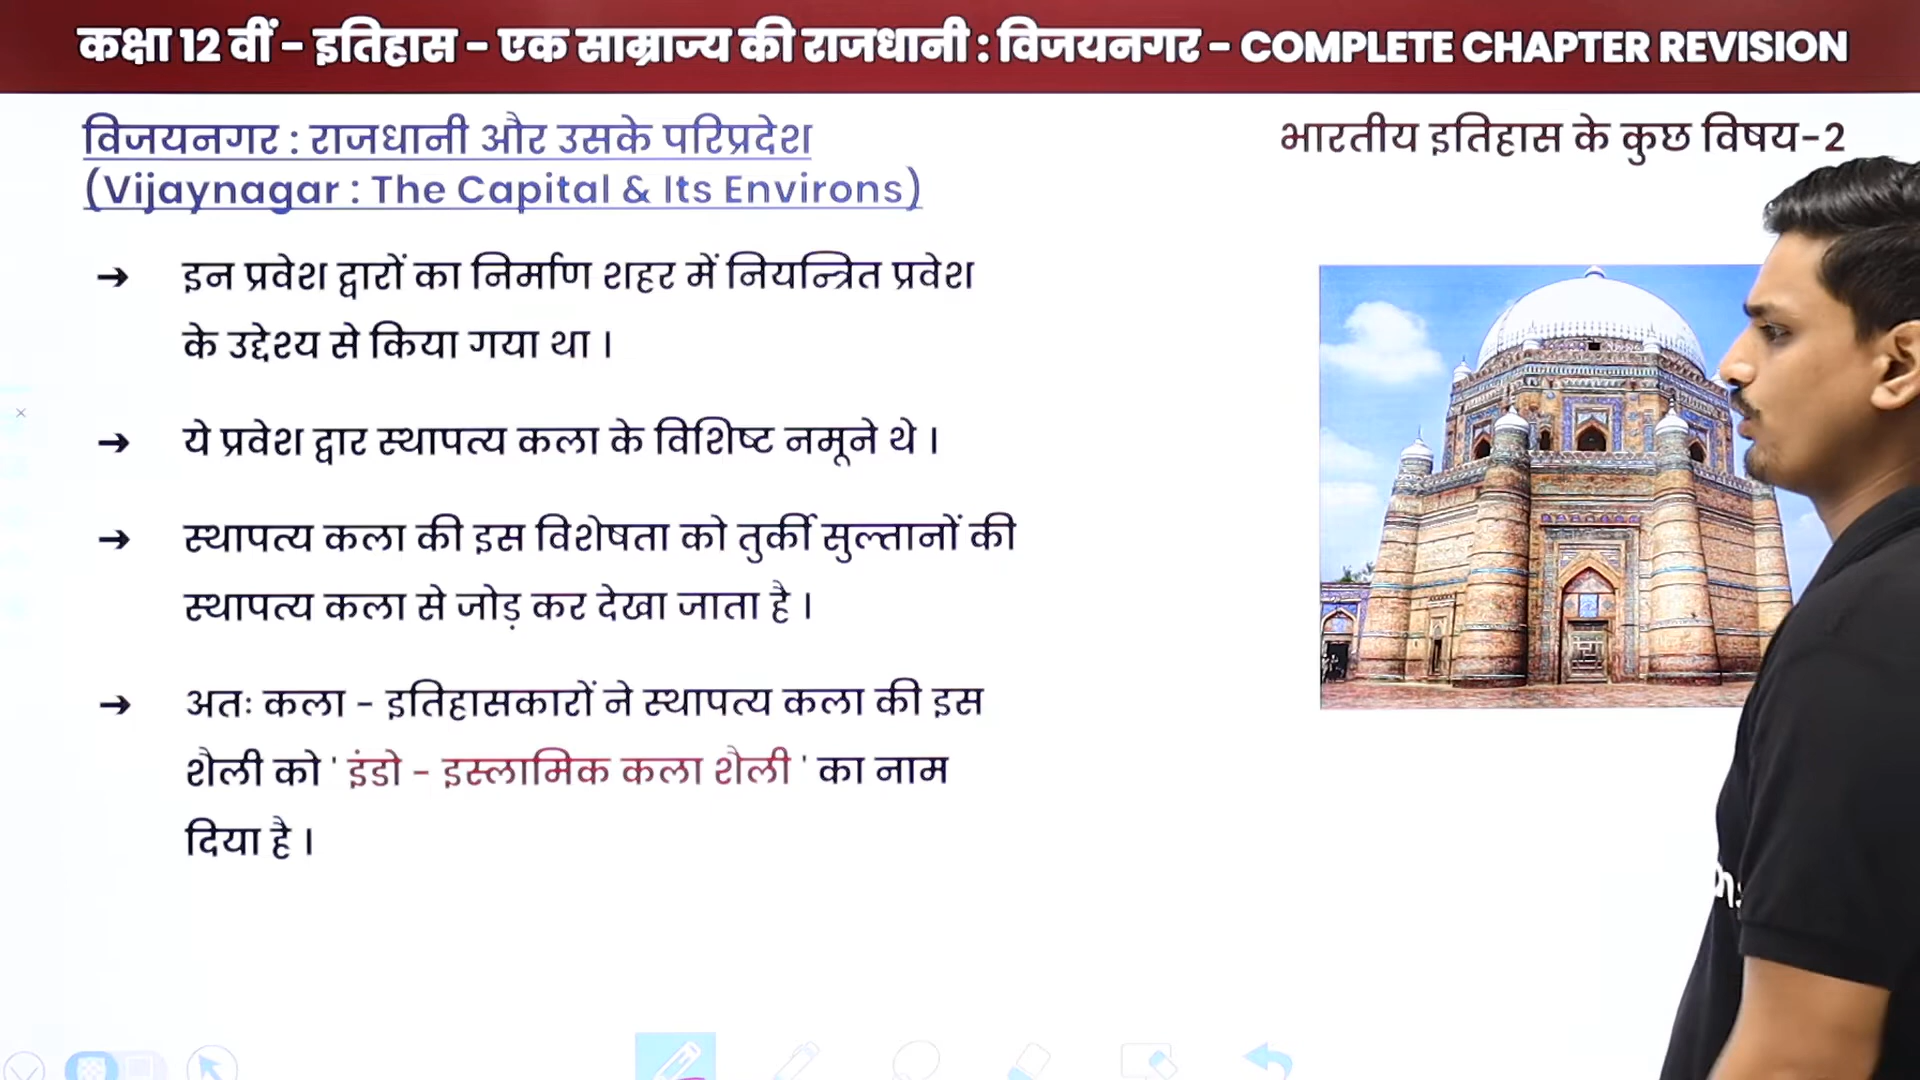 कक्षा 12 वीं - इतिहास - एक साम्राज्य की राजधानी : विजयनगर - COMPLETE CHAPTER REVISION
विजयनगर : राजधानी और उसके परिप्रदेश
(Vijaynagar : The Capital & Its Environs)
भारतीय इतिहास के कुछ विषय-2
➔ इन प्रवेश द्वारों का निर्माण शहर में नियन्त्रित प्रवेश
के उद्देश्य से किया गया था ।
➔ ये प्रवेश द्वार स्थापत्य कला के विशिष्ट नमूने थे ।
➔ स्थापत्य कला की इस विशेषता को तुर्की सुल्तानों की
स्थापत्य कला से जोड़ कर देखा जाता है ।
➔ अतः कला - इतिहासकारों ने स्थापत्य कला की इस
शैली को ' इंडो - इस्लामिक कला शैली ' का नाम
दिया है ।